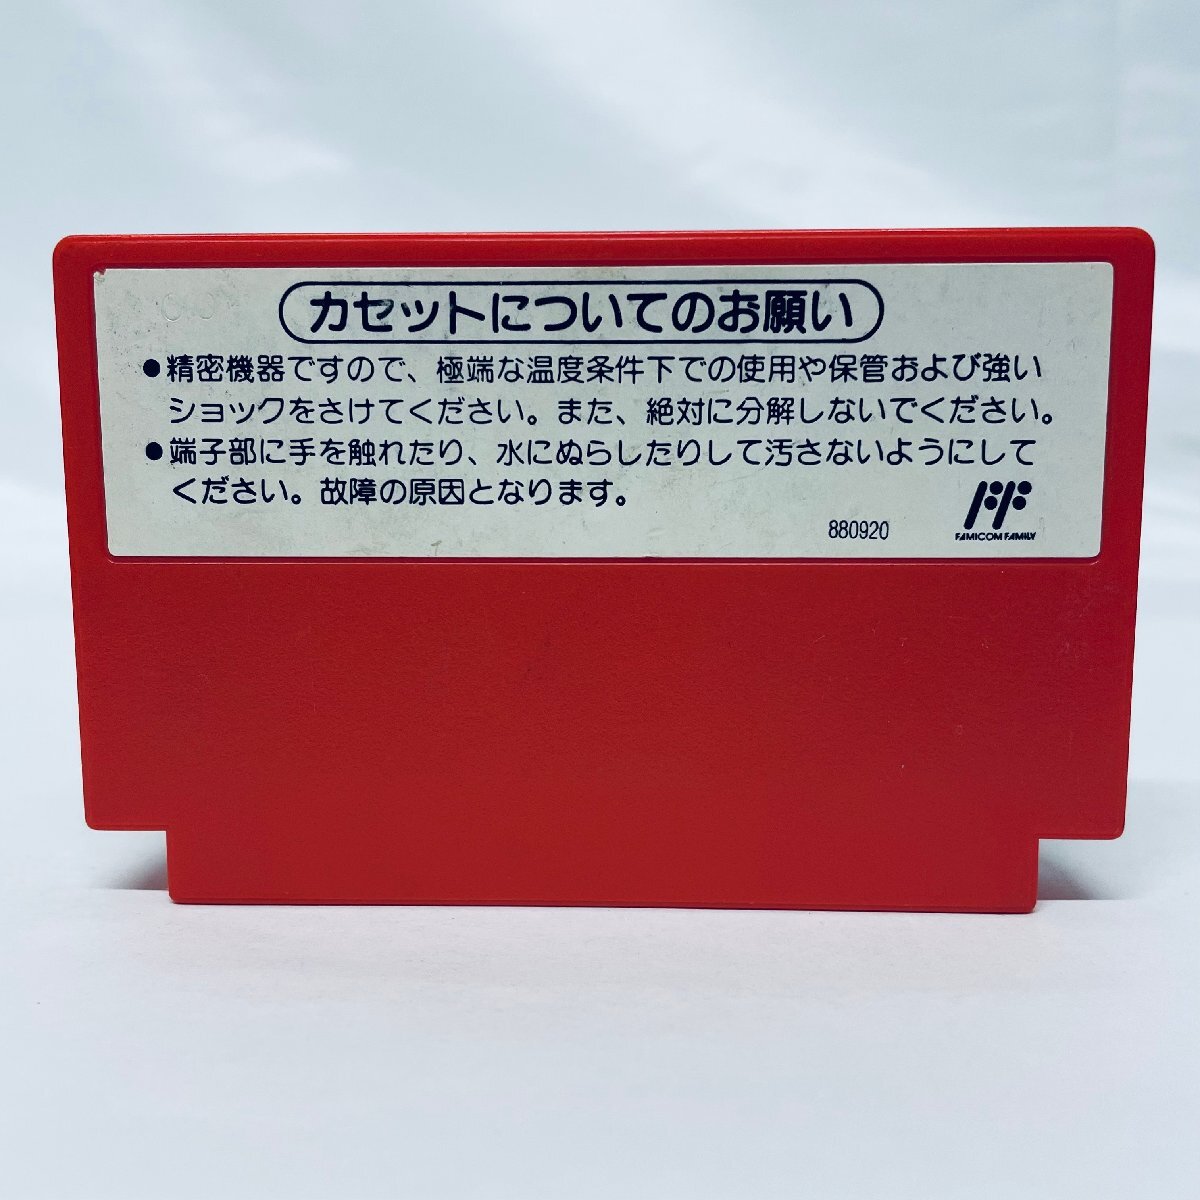 カセットについてのお願い
●精密機器ですので、極端な温度条件下での使用や保管および強い
ショックをさけてください。また、絶対に分解しないでください。
●端子部に手を触れたり、水にぬらしたりして汚さないようにして
ください。故障の原因となります。
880920
FAMICOM FAMILY